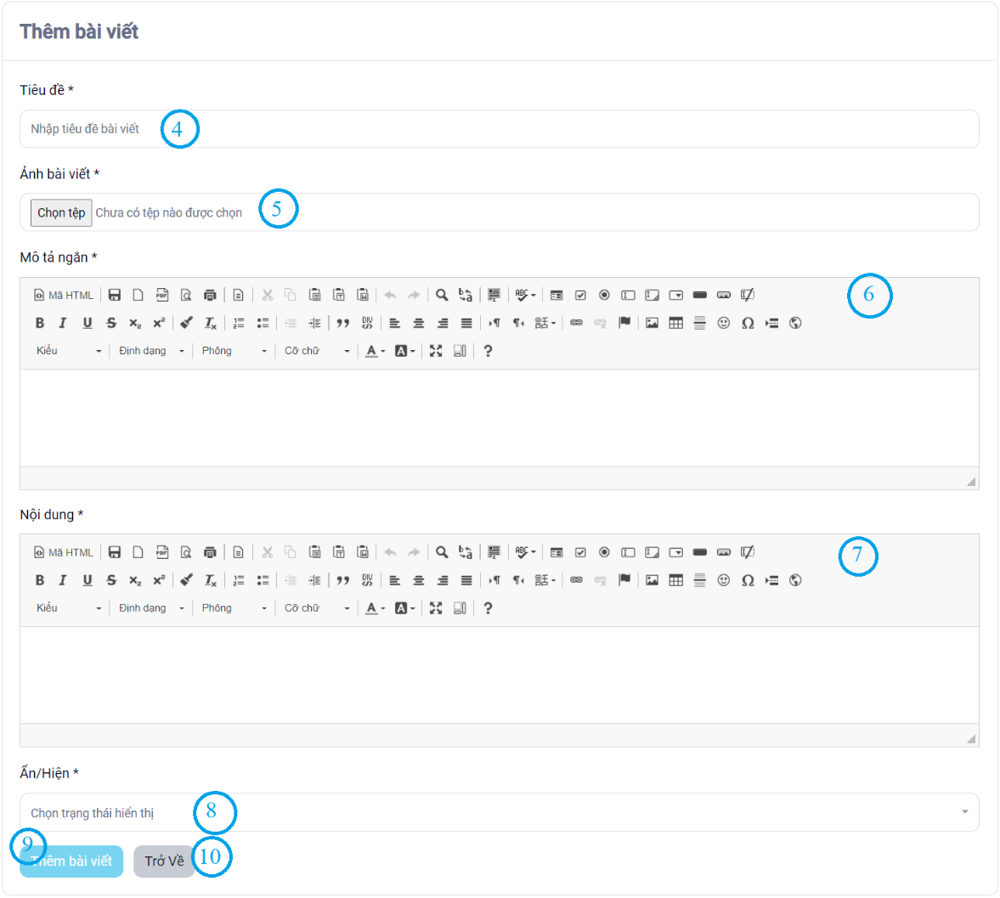 Thêm bài viết
Tiêu đề *
Nhập tiêu đề bài viết 4
Ảnh bài viết *
Chọn tệp Chưa có tệp nào được chọn 5
Mô tả ngắn *
Mã HTML 6
Kiểu Định dạng Phông Cỡ chữ
Nội dung *
Mã HTML 7
Kiểu Định dạng Phông Cỡ chữ
Ẩn/Hiện *
Chọn trạng thái hiển thị 8
9
Thêm bài viết Trở Về 10